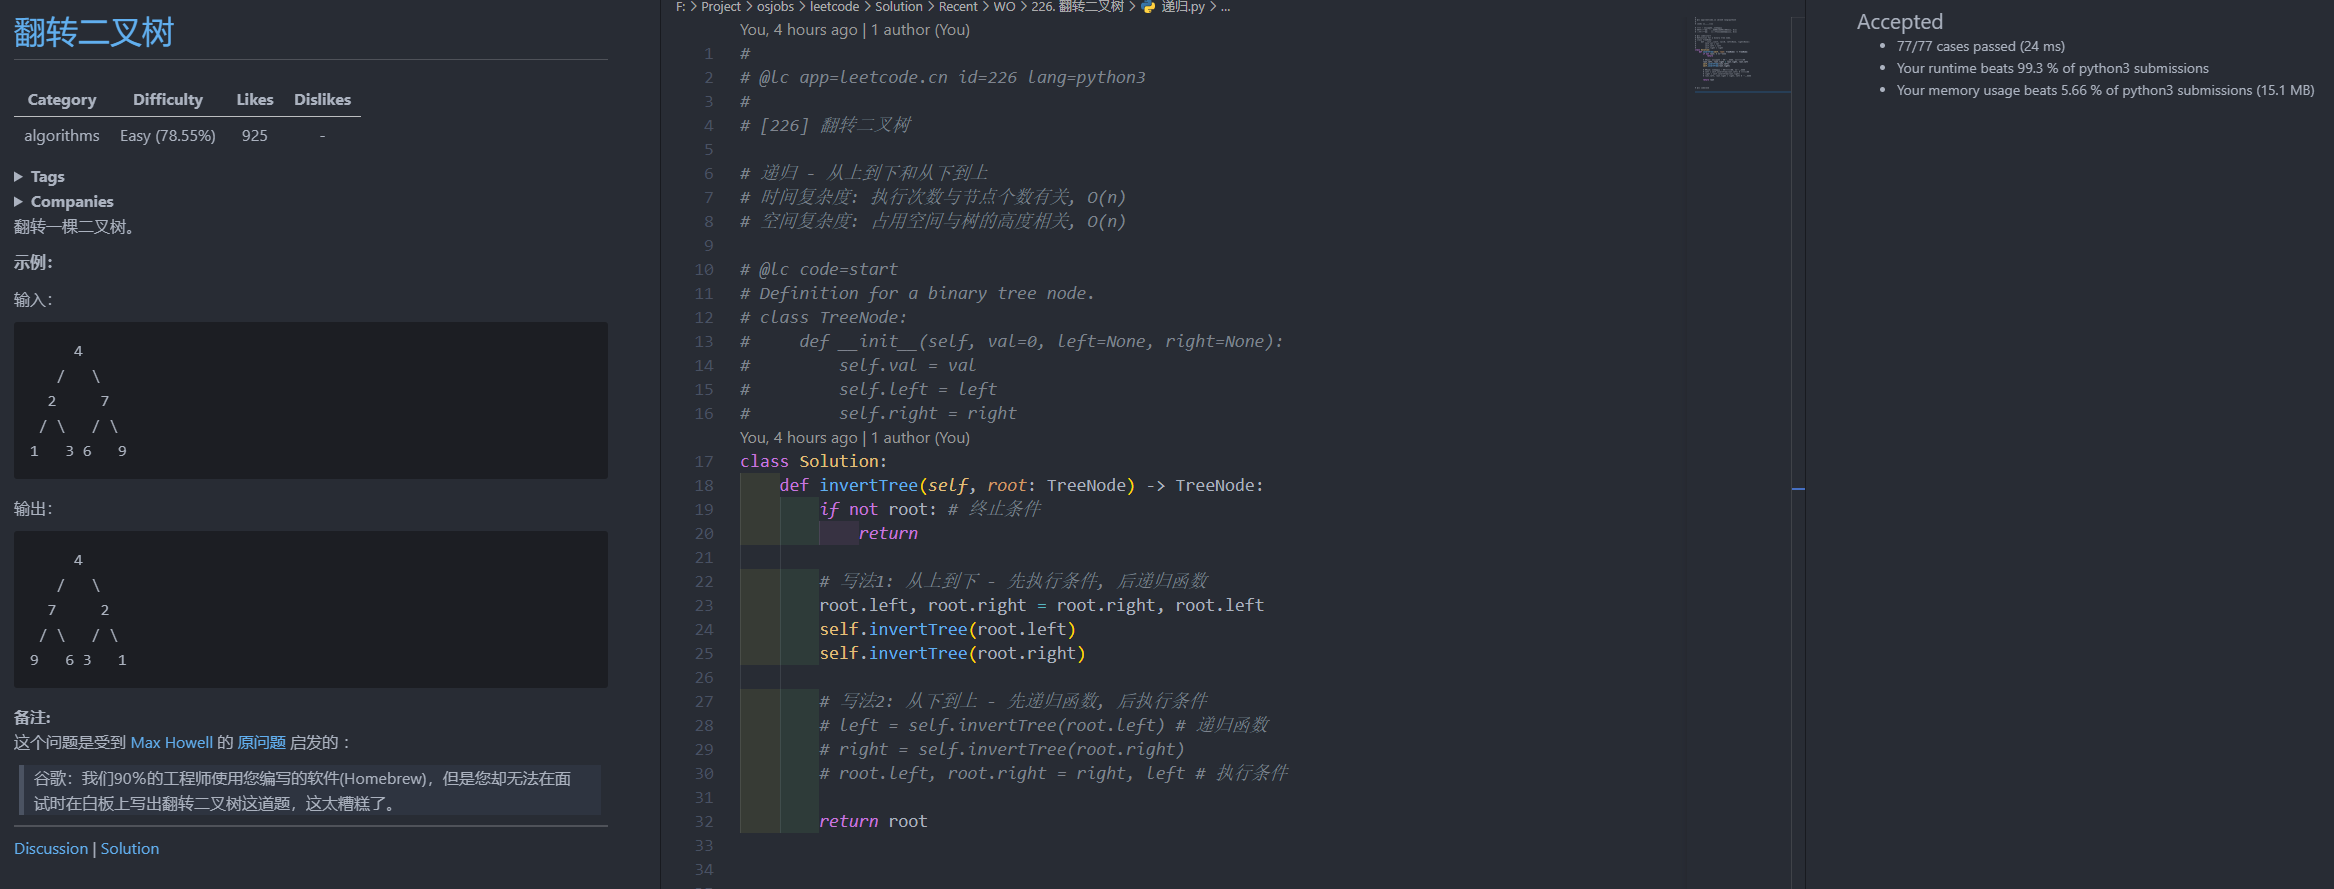 翻转二叉树
Category Difficulty Likes Dislikes
algorithms Easy (78.55%) 925 -
▶ Tags
▶ Companies
翻转一棵二叉树。
示例：
输入：
4
/ \
2 7
/ \ / \
1 3 6 9
输出：
4
/ \
7 2
/ \ / \
9 6 3 1
备注:
这个问题是受到 Max Howell 的 原问题 启发的 ：
谷歌：我们90％的工程师使用您编写的软件(Homebrew)，但是您却无法在面
试时在白板上写出翻转二叉树这道题，这太糟糕了。
Discussion | Solution
F: > Project > osjobs > leetcode > Solution > Recent > WO > 226. 翻转二叉树 > 递归.py > ...
You, 4 hours ago | 1 author (You)
1 #
2 # @lc app=leetcode.cn id=226 lang=python3
3 #
4 # [226] 翻转二叉树
5
6 # 递归 - 从上到下和从下到上
7 # 时间复杂度: 执行次数与节点个数有关, O(n)
8 # 空间复杂度: 占用空间与树的高度相关, O(n)
9
10 # @lc code=start
11 # Definition for a binary tree node.
12 # class TreeNode:
13 #     def __init__(self, val=0, left=None, right=None):
14 #         self.val = val
15 #         self.left = left
16 #         self.right = right
You, 4 hours ago | 1 author (You)
17 class Solution:
18     def invertTree(self, root: TreeNode) -> TreeNode:
19         if not root: # 终止条件
20             return
21
22         # 写法1: 从上到下 - 先执行条件, 后递归函数
23         root.left, root.right = root.right, root.left
24         self.invertTree(root.left)
25         self.invertTree(root.right)
26
27         # 写法2: 从下到上 - 先递归函数, 后执行条件
28         # left = self.invertTree(root.left) # 递归函数
29         # right = self.invertTree(root.right)
30         # root.left, root.right = right, left # 执行条件
31
32         return root
33
34
Accepted
• 77/77 cases passed (24 ms)
• Your runtime beats 99.3 % of python3 submissions
• Your memory usage beats 5.66 % of python3 submissions (15.1 MB)